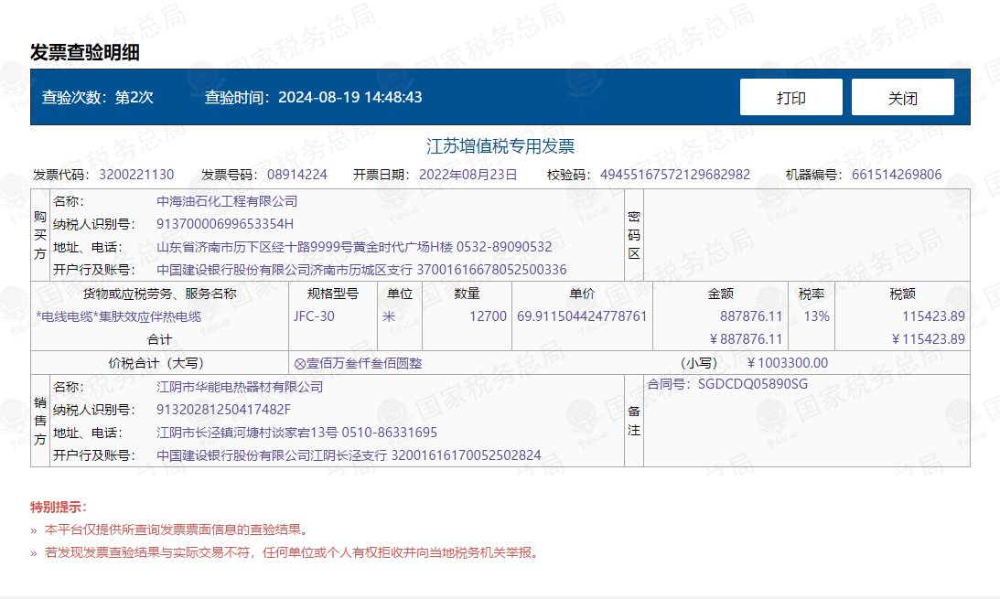 发票查验明细
查验次数：第2次 查验时间：2024-08-19 14:48:43 打印 关闭
江苏增值税专用发票
发票代码： 3200221130 发票号码： 08914224 开票日期： 2022年08月23日 校验码： 49455167572129682982 机器编号： 661514269806
购买方
名称： 中海油石化工程有限公司
纳税人识别号： 91370000699653354H
地址、电话： 山东省济南市历下区经十路9999号黄金时代广场H楼 0532-89090532
开户行及账号： 中国建设银行股份有限公司济南市历城区支行 37001616678052500336
密码区
货物或应税劳务、服务名称 规格型号 单位 数量 单价 金额 税率 税额
*电线电缆*集肤效应伴热电缆 JFC-30 米 12700 69.911504424778761 887876.11 13% 115423.89
合计 ￥887876.11 ￥115423.89
价税合计（大写） ⊗壹佰万叁仟叁佰圆整 （小写） ￥1003300.00
销售方
名称： 江阴市华能电热器材有限公司
纳税人识别号： 91320281250417482F
地址、电话： 江阴市长泾镇河塘村谈家宕13号 0510-86331695
开户行及账号： 中国建设银行股份有限公司江阴长泾支行 32001616170052502824
备注
合同号：SGDCDQ05890SG
特别提示：
» 本平台仅提供所查询发票票面信息的查验结果。
» 若发现发票查验结果与实际交易不符，任何单位或个人有权拒收并向当地税务机关举报。
国家税务总局